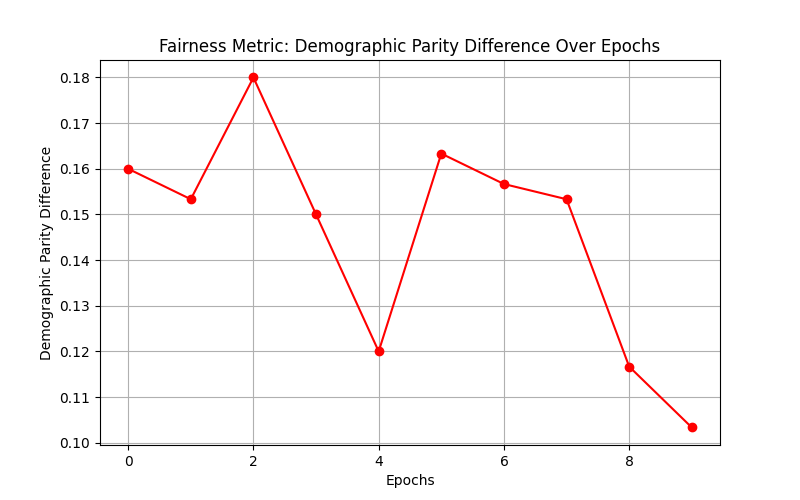 Fairness Metric: Demographic Parity Difference Over Epochs
Demographic Parity Difference
0.18
0.17
0.16
0.15
0.14
0.13
0.12
0.11
0.10
0 2 4 6 8
Epochs